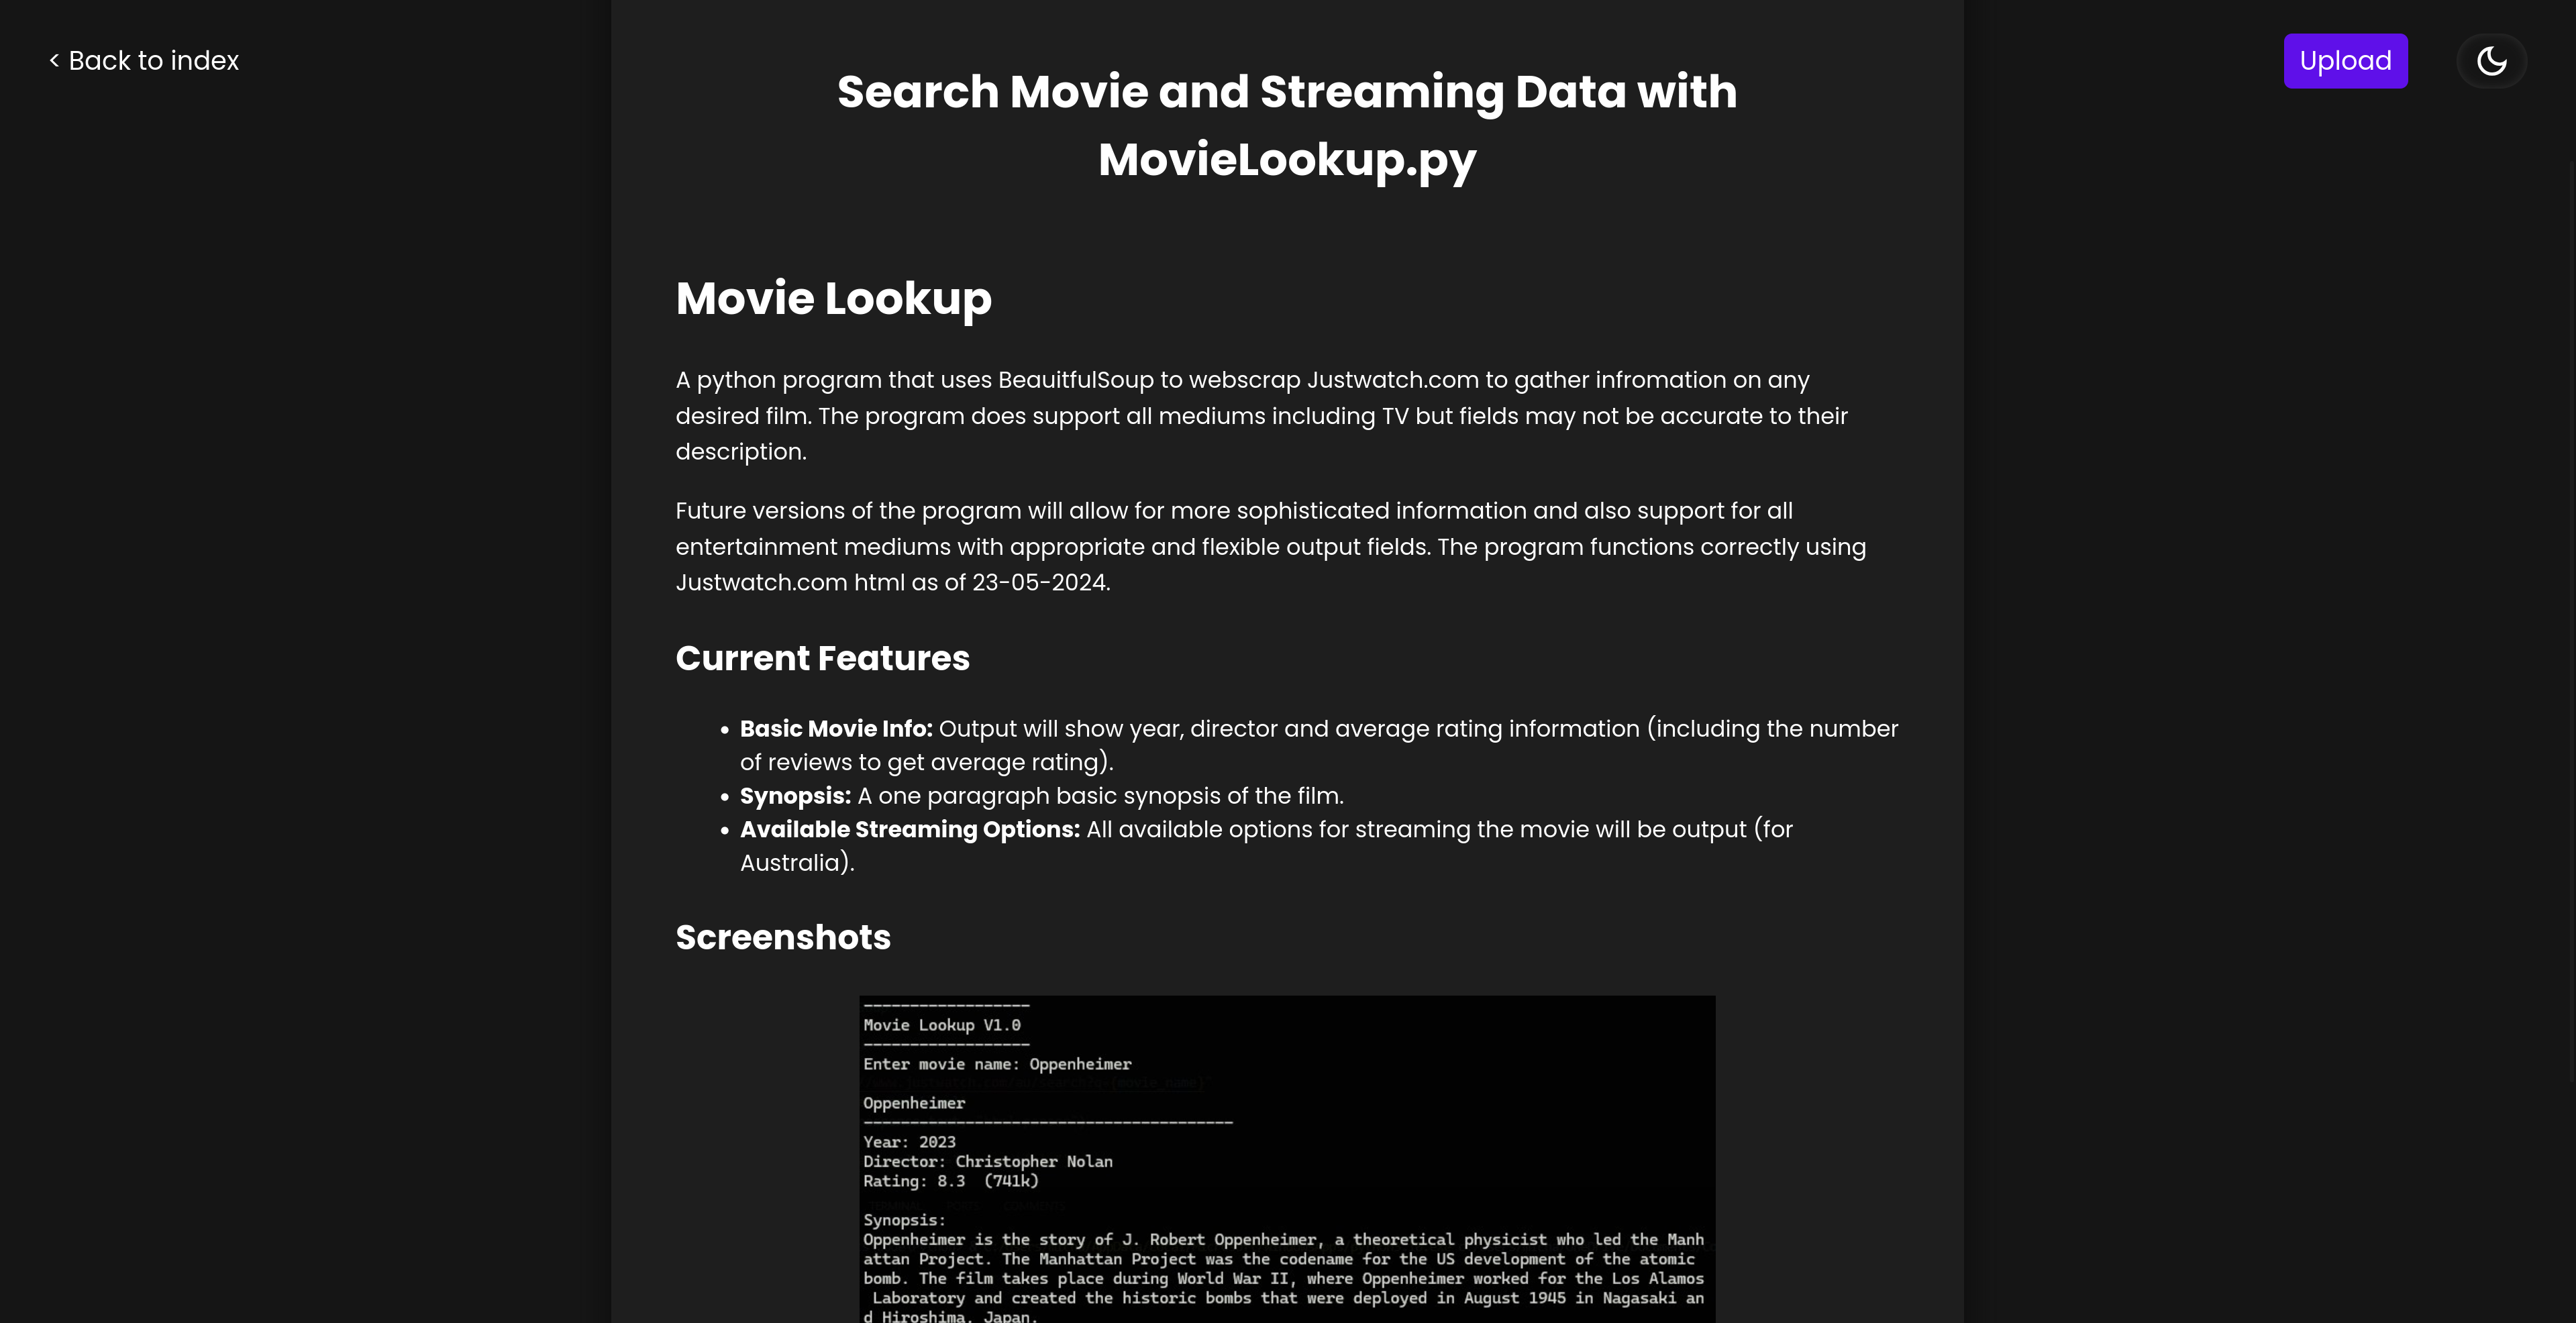 < Back to index
Upload
Search Movie and Streaming Data with
MovieLookup.py
Movie Lookup
A python program that uses BeauitfulSoup to webscrap Justwatch.com to gather infromation on any
desired film. The program does support all mediums including TV but fields may not be accurate to their
description.
Future versions of the program will allow for more sophisticated information and also support for all
entertainment mediums with appropriate and flexible output fields. The program functions correctly using
Justwatch.com html as of 23-05-2024.
Current Features
• Basic Movie Info: Output will show year, director and average rating information (including the number
of reviews to get average rating).
• Synopsis: A one paragraph basic synopsis of the film.
• Available Streaming Options: All available options for streaming the movie will be output (for
Australia).
Screenshots
------------------
Movie Lookup V1.0
------------------
Enter movie name: Oppenheimer
Oppenheimer
----------------------------------------
Year: 2023
Director: Christopher Nolan
Rating: 8.3  (741k)
Synopsis:
Oppenheimer is the story of J. Robert Oppenheimer, a theoretical physicist who led the Manh
attan Project. The Manhattan Project was the codename for the US development of the atomic
bomb. The film takes place during World War II, where Oppenheimer worked for the Los Alamos
Laboratory and created the historic bombs that were deployed in August 1945 in Nagasaki an
d Hiroshima, Japan.